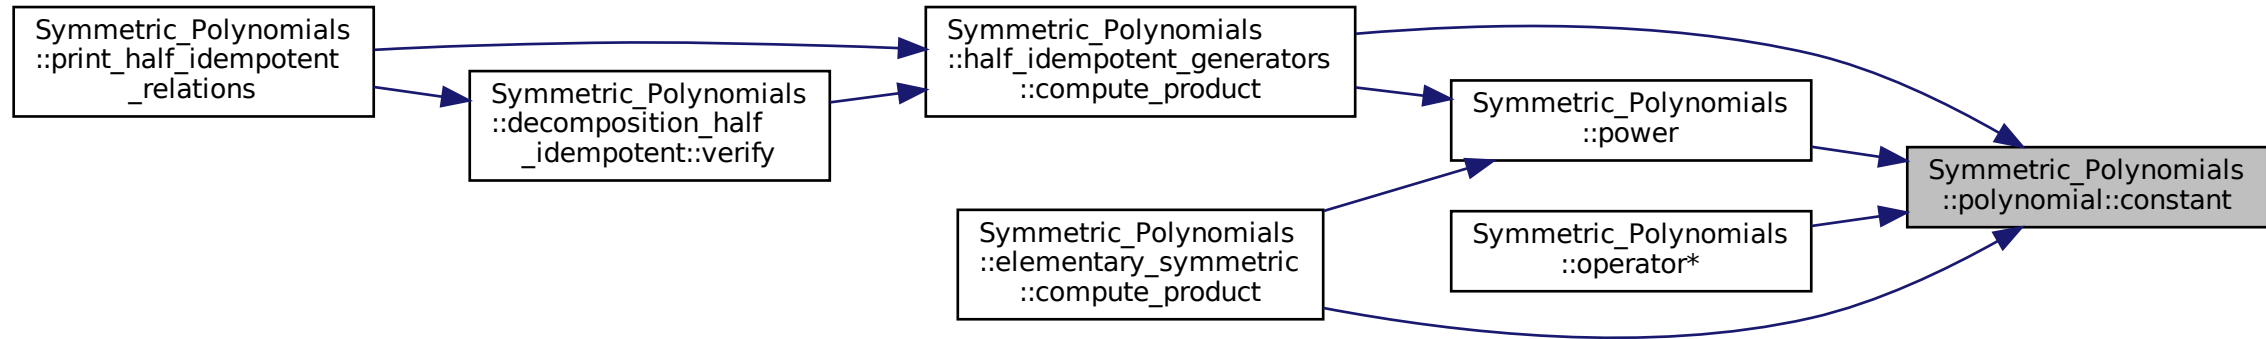 Symmetric_Polynomials
::print_half_idempotent
_relations
Symmetric_Polynomials
::decomposition_half
_idempotent::verify
Symmetric_Polynomials
::half_idempotent_generators
::compute_product
Symmetric_Polynomials
::elementary_symmetric
::compute_product
Symmetric_Polynomials
::power
Symmetric_Polynomials
::operator*
Symmetric_Polynomials
::polynomial::constant